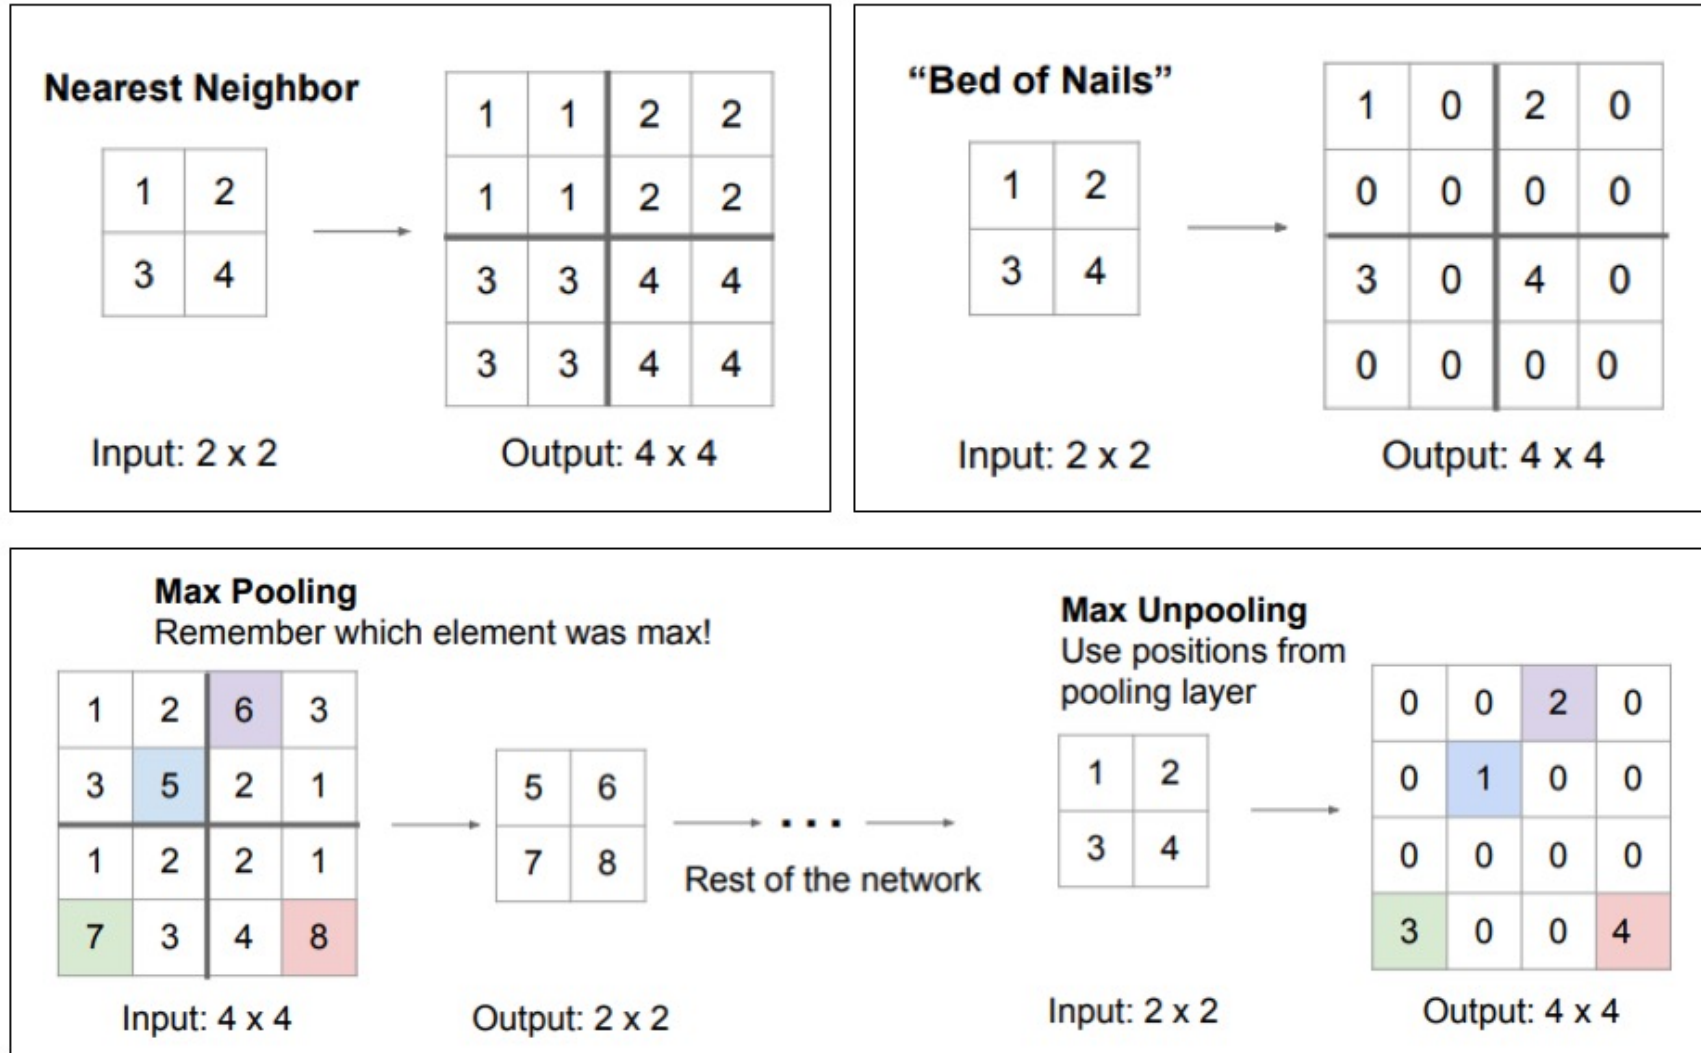 Nearest Neighbor
1 2
3 4
1 1 2 2
1 1 2 2
3 3 4 4
3 3 4 4
Input: 2 x 2
Output: 4 x 4
“Bed of Nails”
1 2
3 4
1 0 2 0
0 0 0 0
3 0 4 0
0 0 0 0
Input: 2 x 2
Output: 4 x 4
Max Pooling
Remember which element was max!
1 2 6 3
3 5 2 1
1 2 2 1
7 3 4 8
Input: 4 x 4
5 6
7 8
Output: 2 x 2
. . .
Rest of the network
Max Unpooling
Use positions from
pooling layer
1 2
3 4
Input: 2 x 2
0 0 2 0
0 1 0 0
0 0 0 0
3 0 0 4
Output: 4 x 4